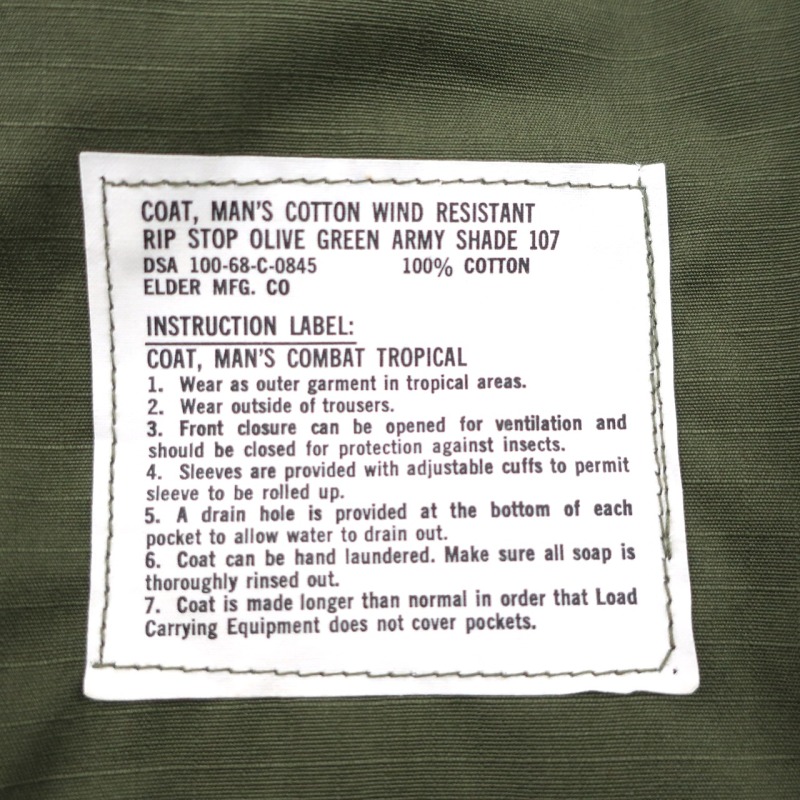 COAT, MAN'S COTTON WIND RESISTANT
RIP STOP OLIVE GREEN ARMY SHADE 107
DSA 100-68-C-0845 100% COTTON
ELDER MFG. CO
INSTRUCTION LABEL:
COAT, MAN'S COMBAT TROPICAL
1. Wear as outer garment in tropical areas.
2. Wear outside of trousers.
3. Front closure can be opened for ventilation and
should be closed for protection against insects.
4. Sleeves are provided with adjustable cuffs to permit
sleeve to be rolled up.
5. A drain hole is provided at the bottom of each
pocket to allow water to drain out.
6. Coat can be hand laundered. Make sure all soap is
thoroughly rinsed out.
7. Coat is made longer than normal in order that Load
Carrying Equipment does not cover pockets.